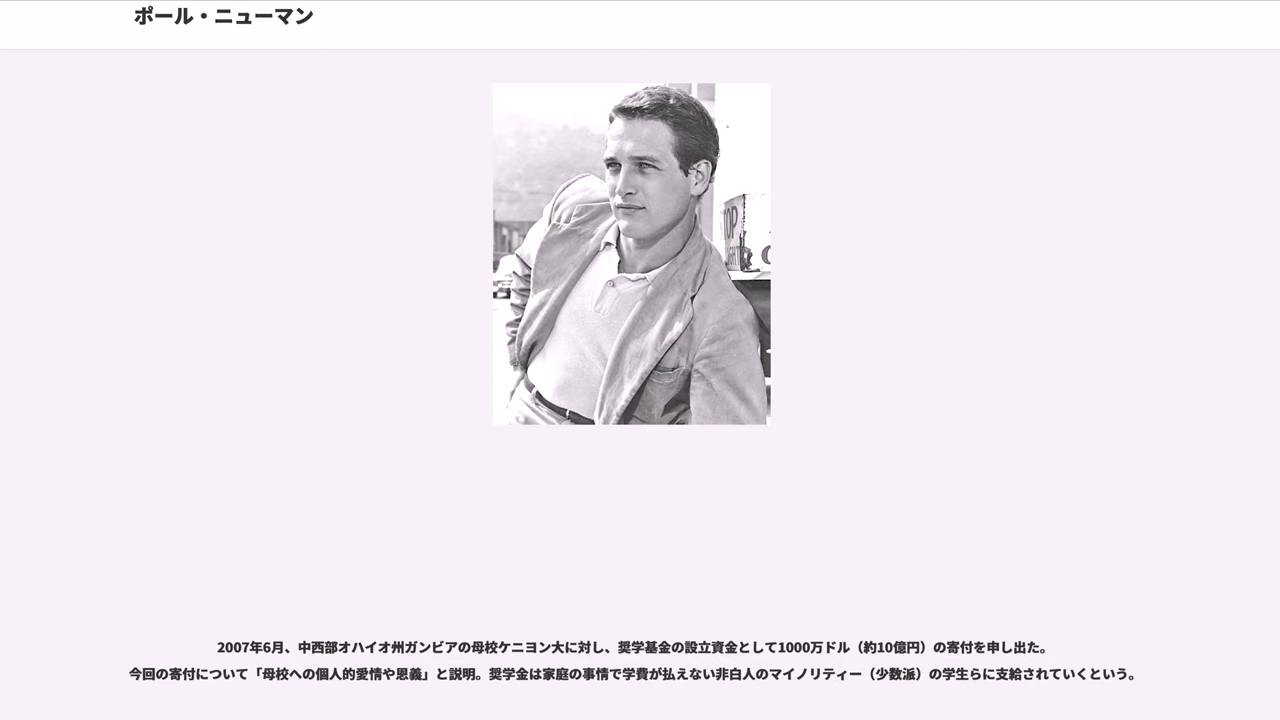 ポール・ニューマン
2007年6月、中西部オハイオ州ガンビアの母校ケニヨン大に対し、奨学基金の設立資金として1000万ドル（約10億円）の寄付を申し出た。
今回の寄付について「母校への個人的愛情や恩義」と説明。奨学金は家庭の事情で学費が払えない非白人のマイノリティー（少数派）の学生らに支給されていくという。